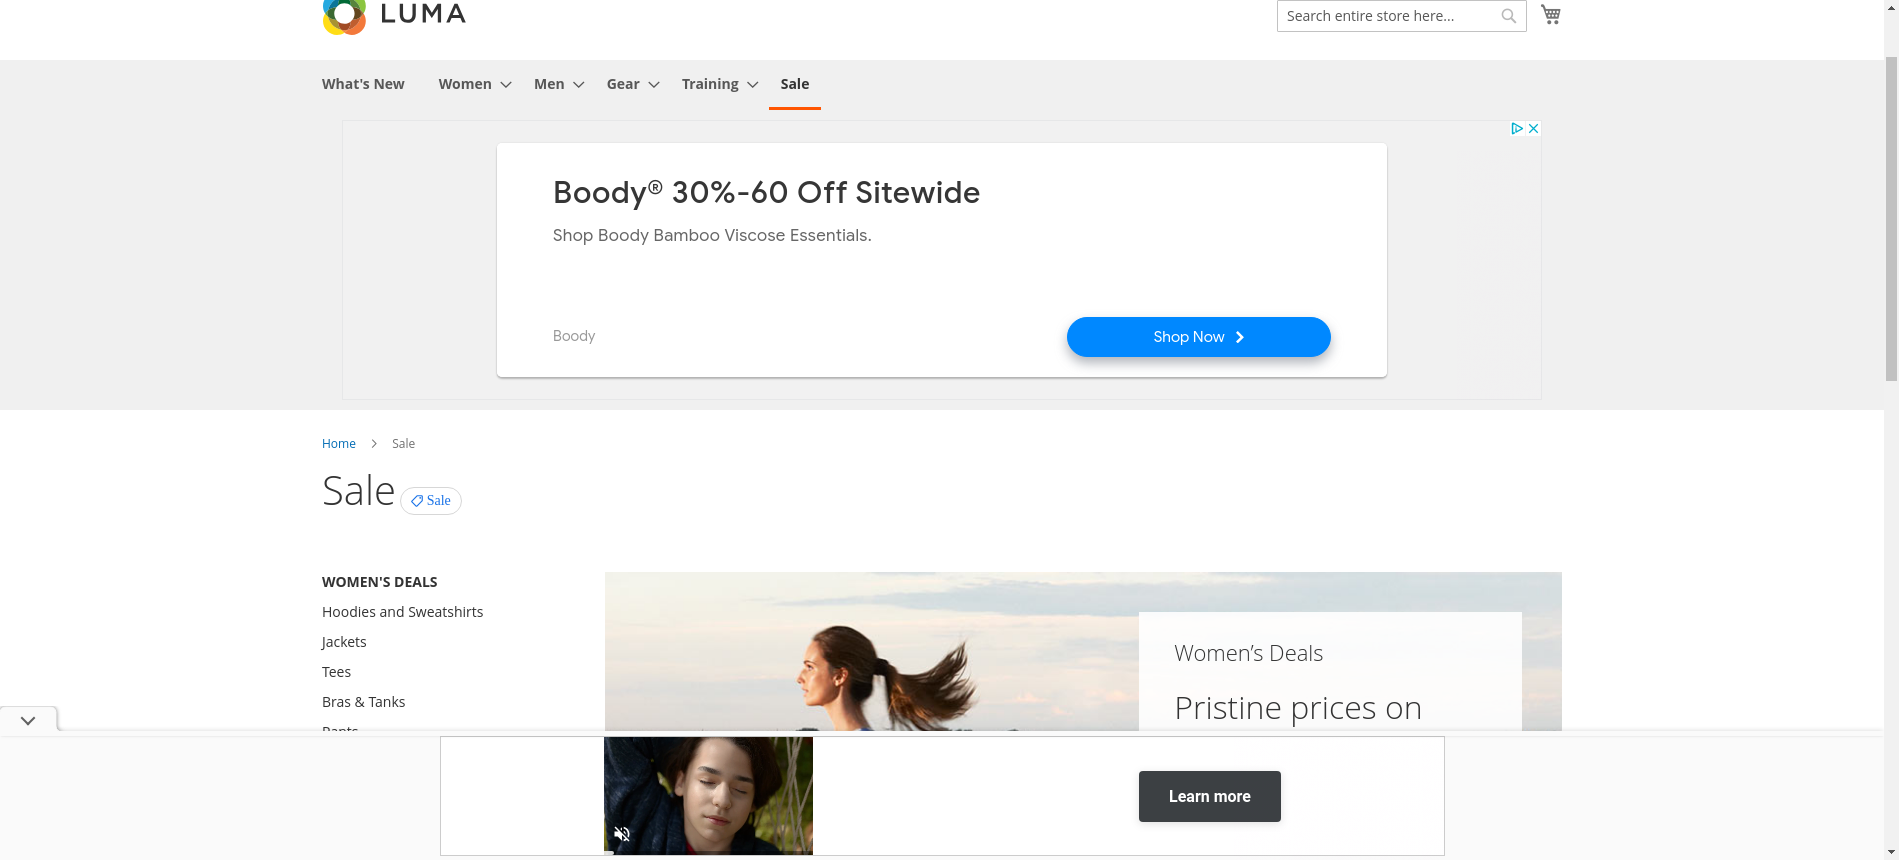 LUMA
Search entire store here...
What's New Women Men Gear Training Sale
Boody® 30%-60 Off Sitewide
Shop Boody Bamboo Viscose Essentials.
Boody
Shop Now
Home Sale
Sale Sale
WOMEN'S DEALS
Hoodies and Sweatshirts
Jackets
Tees
Bras & Tanks
Pants
Women's Deals
Pristine prices on
Learn more